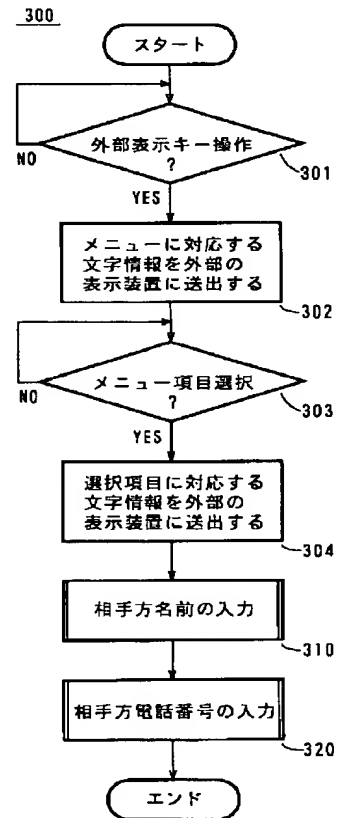 300
スタート
外部表示キー操作
?
NO
301
YES
メニューに対応する
文字情報を外部の
表示装置に送出する
302
メニュー項目選択
?
NO
303
YES
選択項目に対応する
文字情報を外部の
表示装置に送出する
304
相手方名前の入力
310
相手方電話番号の入力
320
エンド